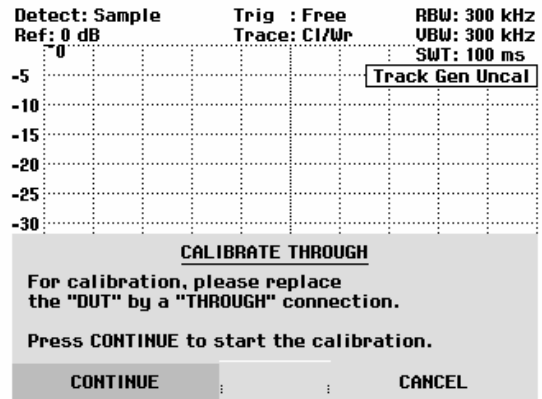 Detect: Sample Trig : Free RBW: 300 kHz
Ref: 0 dB Trace: Cl/Wr VBW: 300 kHz
0 SWT: 100 ms
-5 Track Gen Uncal
-10
-15
-20
-25
-30
CALIBRATE THROUGH
For calibration, please replace
the "DUT" by a "THROUGH" connection.
Press CONTINUE to start the calibration.
CONTINUE CANCEL